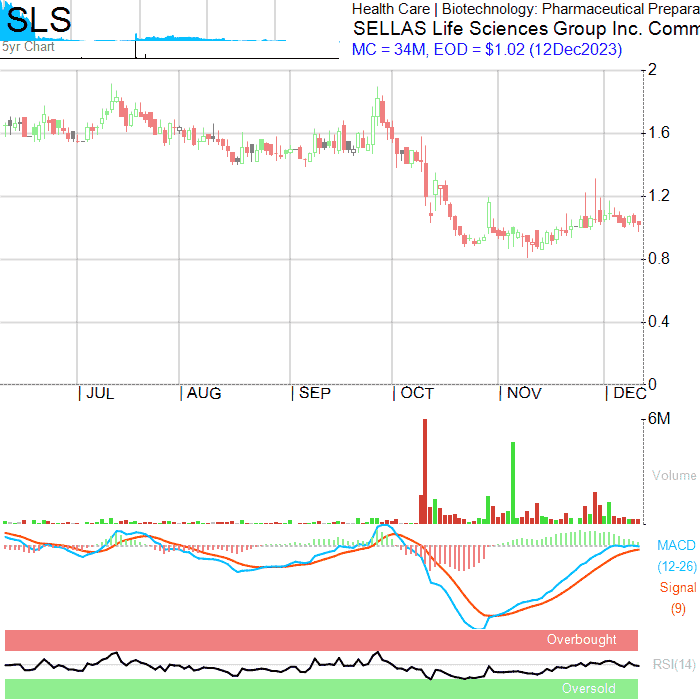 SLS
5yr Chart
Health Care | Biotechnology: Pharmaceutical Prepara
SELLAS Life Sciences Group Inc. Comm
MC = 34M, EOD = $1.02 (12Dec2023)
2
1.6
1.2
0.8
0.4
0
JUL AUG SEP OCT NOV DEC
6M
Volume
MACD
(12-26)
Signal
(9)
Overbought
RSI(14)
Oversold